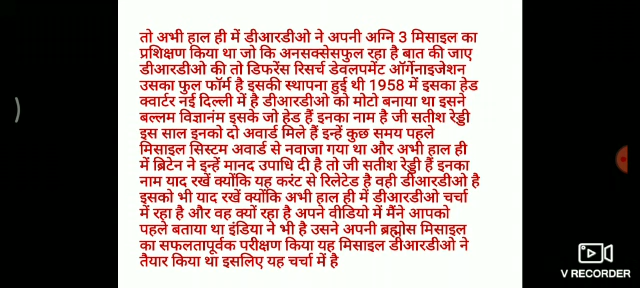 तो अभी हाल ही में डीआरडीओ ने अपनी अग्नि 3 मिसाइल का
प्रशिक्षण किया था जो कि अनसक्सेसफुल रहा है बात की जाए
डीआरडीओ की तो डिफरेंस रिसर्च डेवलपमेंट ऑर्गेनाइजेशन
उसका फुल फॉर्म है इसकी स्थापना हुई थी 1958 में इसका हेड
क्वार्टर नई दिल्ली में है डीआरडीओ को मोटो बनाया था इसने
बल्लम विज्ञानंम इसके जो हेड हैं इनका नाम है जी सतीश रेड्डी
इस साल इनको दो अवार्ड मिले हैं इन्हें कुछ समय पहले
मिसाइल सिस्टम अवार्ड से नवाजा गया था और अभी हाल ही
में ब्रिटेन ने इन्हें मानद उपाधि दी है तो जी सतीश रेड्डी हैं इनका
नाम याद रखें क्योंकि यह करंट से रिलेटेड है वही डीआरडीओ है
इसको भी याद रखें क्योंकि अभी हाल ही में डीआरडीओ चर्चा
में रहा है और वह क्यों रहा है अपने वीडियो में मैंने आपको
पहले बताया था इंडिया ने भी है उसने अपनी ब्रह्मोस मिसाइल
का सफलतापूर्वक परीक्षण किया यह मिसाइल डीआरडीओ ने
तैयार किया था इसलिए यह चर्चा में है
V RECORDER